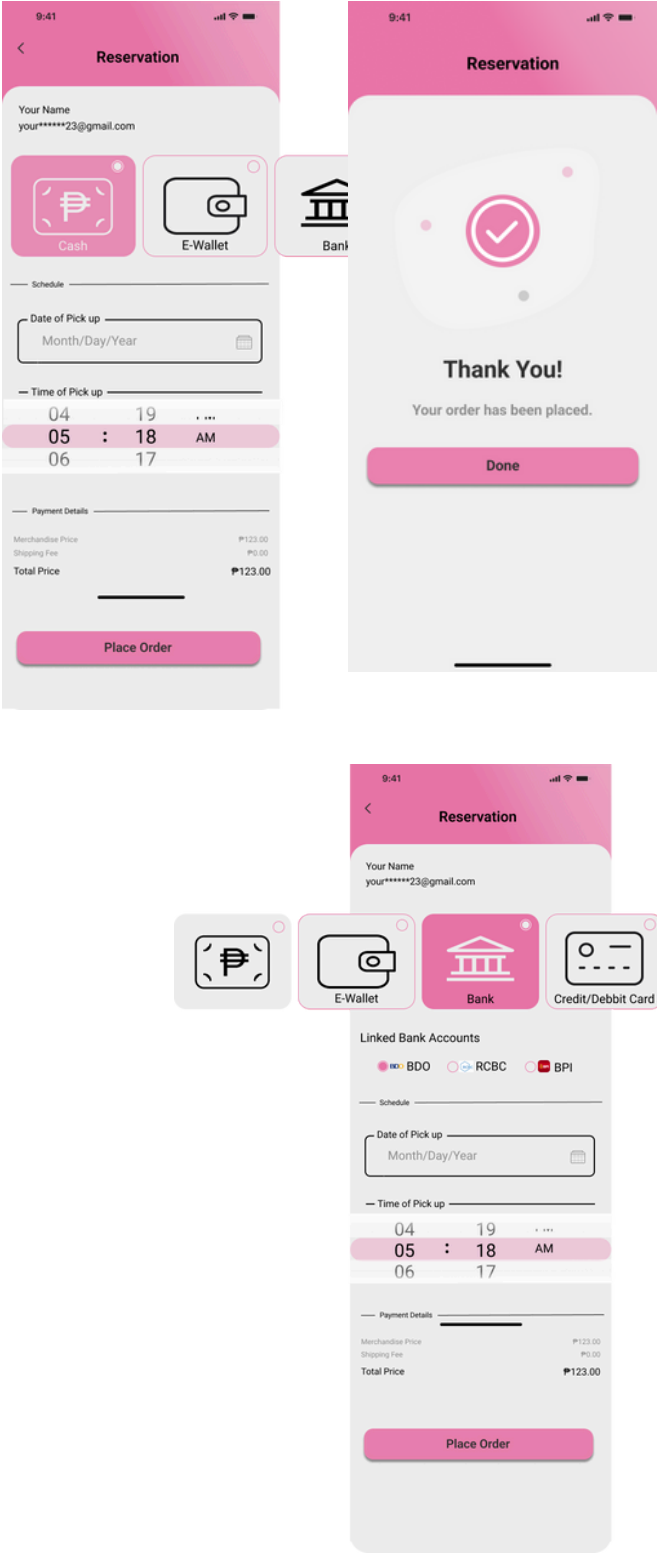 9:41
Reservation
Your Name
your******23@gmail.com
Cash
E-Wallet
Bank
Schedule
Date of Pick up
Month/Day/Year
Time of Pick up
04 19
05 : 18 AM
06 17
Payment Details
Merchandise Price ₱123.00
Shipping Fee ₱0.00
Total Price ₱123.00
Place Order
9:41
Reservation
Thank You!
Your order has been placed.
Done
9:41
Reservation
Your Name
your******23@gmail.com
₱
E-Wallet
Bank
Credit/Debbit Card
Linked Bank Accounts
BDO BDO RCBC BPI
Schedule
Date of Pick up
Month/Day/Year
Time of Pick up
04 19
05 : 18 AM
06 17
Payment Details
Merchandise Price ₱123.00
Shipping Fee ₱0.00
Total Price ₱123.00
Place Order